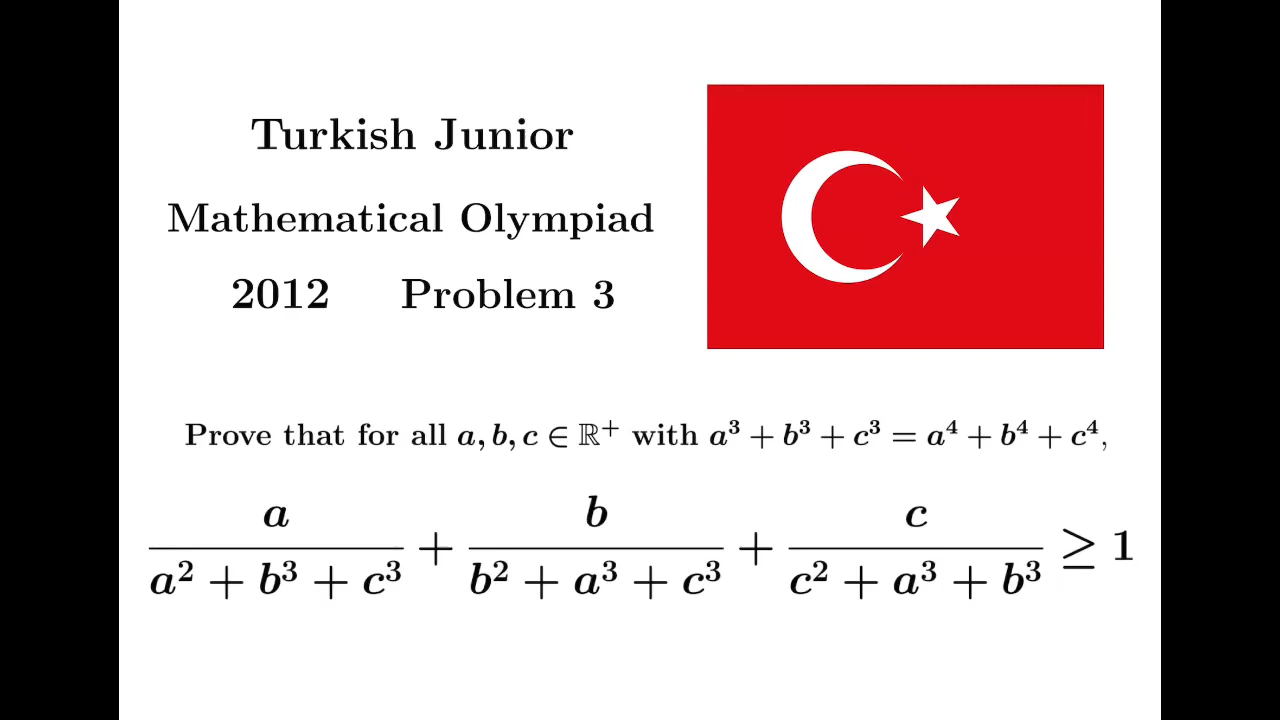 Turkish Junior
Mathematical Olympiad
2012 Problem 3
Prove that for all a, b, c ∈ ℝ⁺ with a³ + b³ + c³ = a⁴ + b⁴ + c⁴,
a/(a² + b³ + c³) + b/(b² + a³ + c³) + c/(c² + a³ + b³) ≥ 1